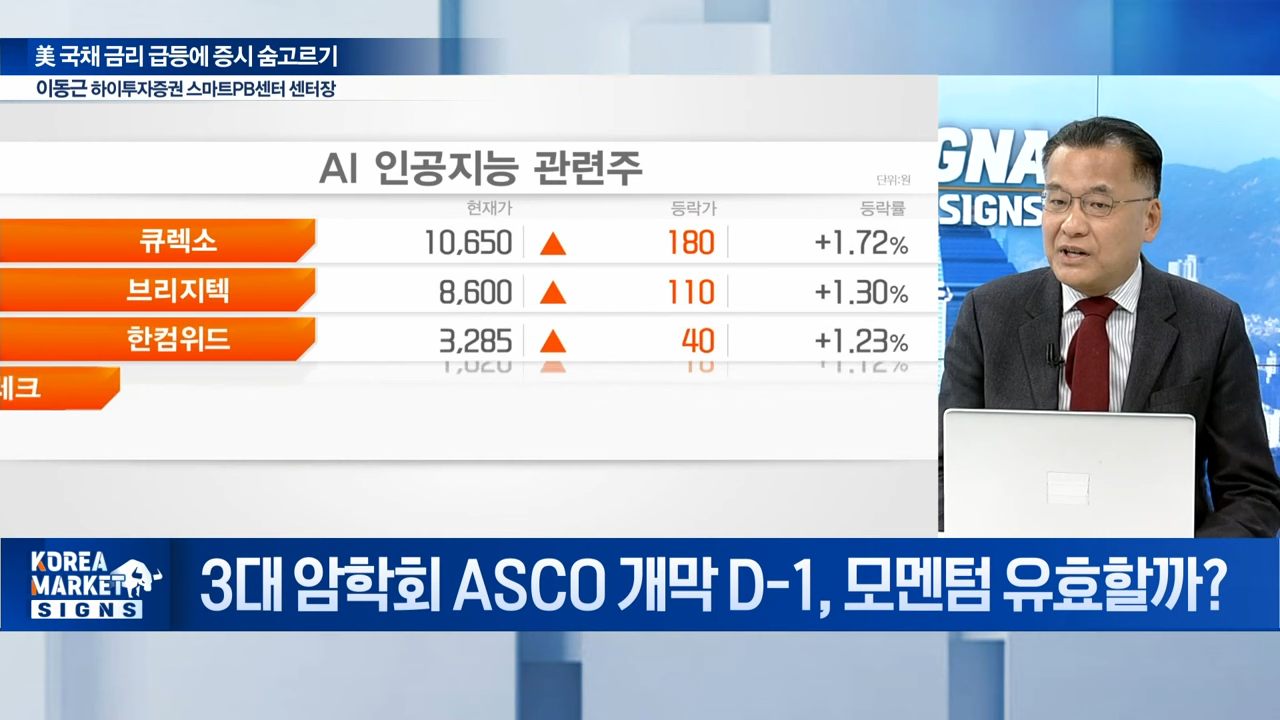 美 국채 금리 급등에 증시 숨고르기
이동근 하이투자증권 스마트PB센터 센터장
AI 인공지능 관련주
단위:원
현재가 등락가 등락률
큐렉소 10,650 ▲ 180 +1.72%
브리지텍 8,600 ▲ 110 +1.30%
한컴위드 3,285 ▲ 40 +1.23%
테크
GNA
SIGNS
KOREA
MARKET
SIGNS
3대 암학회 ASCO 개막 D-1, 모멘텀 유효할까?